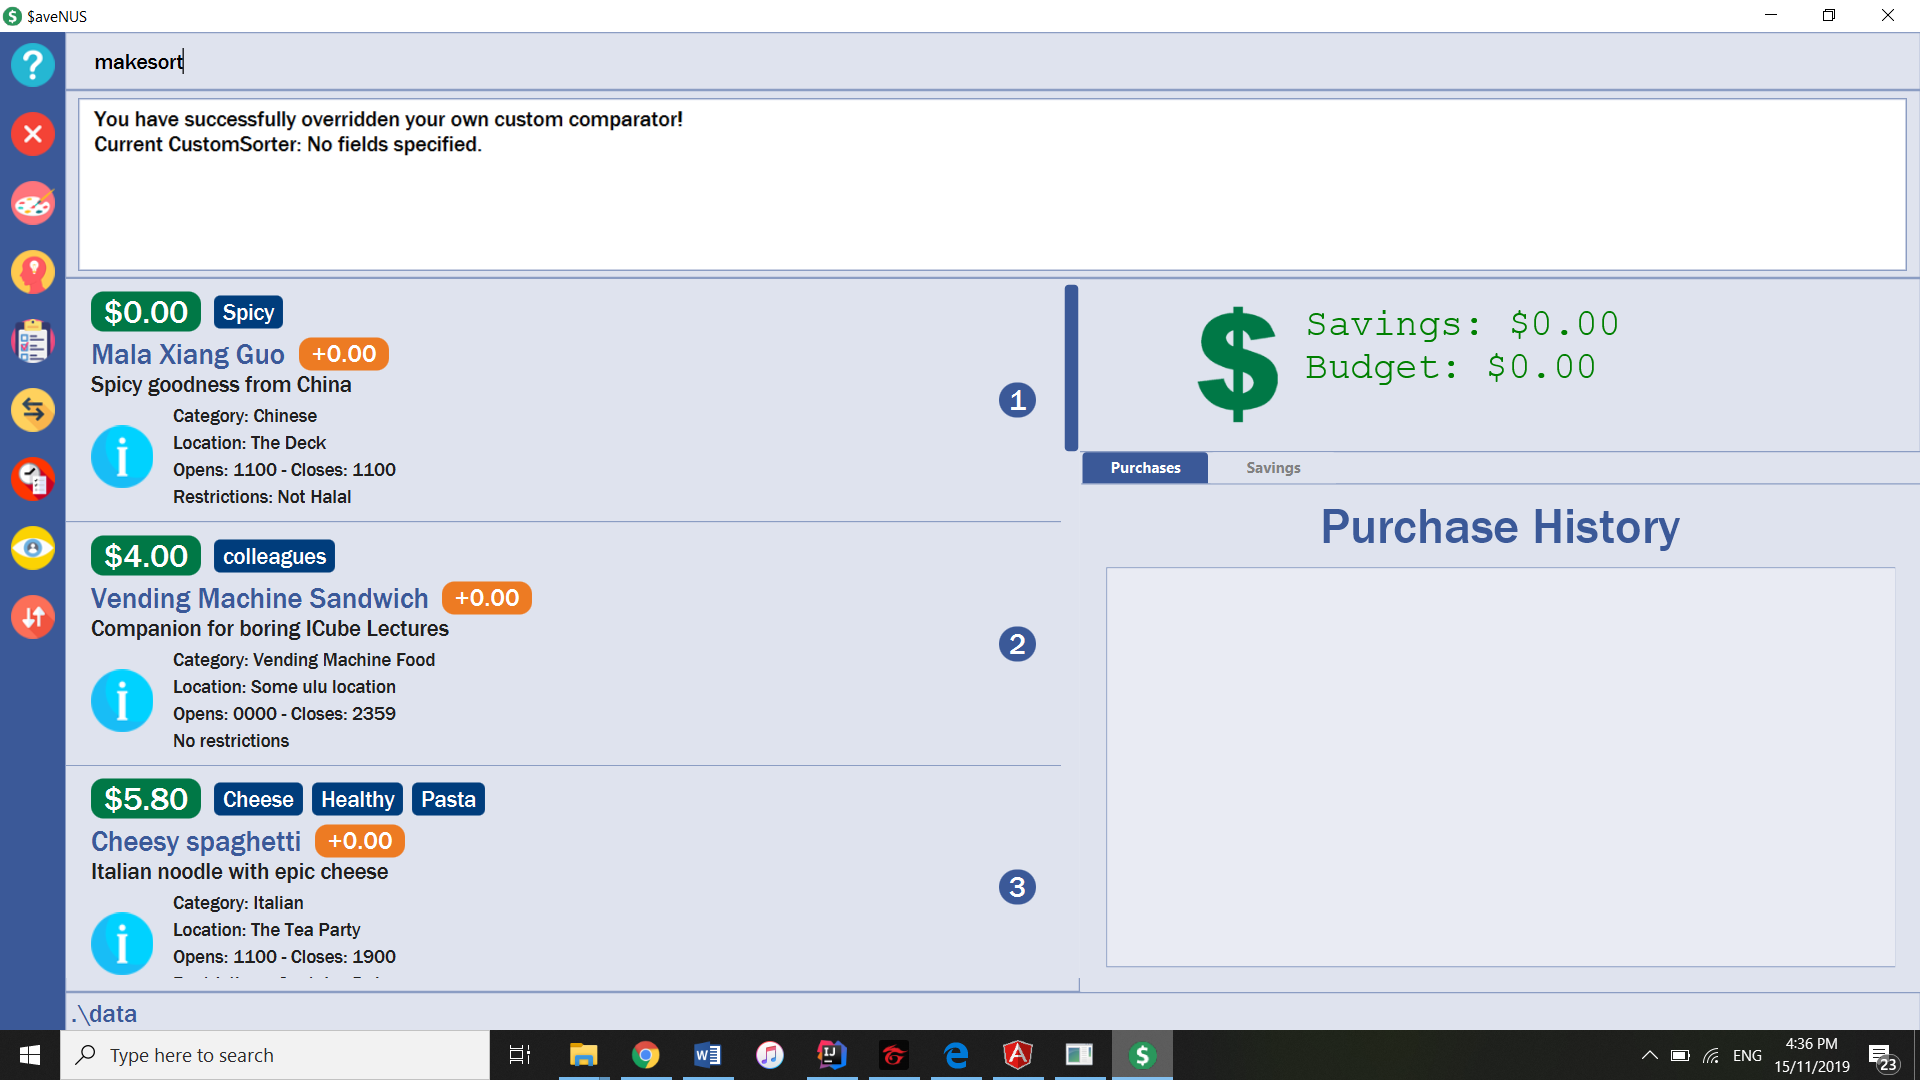 $aveNUS
makesort
You have successfully overridden your own custom comparator!
Current CustomSorter: No fields specified.
$0.00 Spicy
Mala Xiang Guo +0.00
Spicy goodness from China
Category: Chinese
Location: The Deck
Opens: 1100 - Closes: 1100
Restrictions: Not Halal
1
$4.00 colleagues
Vending Machine Sandwich +0.00
Companion for boring ICube Lectures
Category: Vending Machine Food
Location: Some ulu location
Opens: 0000 - Closes: 2359
No restrictions
2
$5.80 Cheese Healthy Pasta
Cheesy spaghetti +0.00
Italian noodle with epic cheese
Category: Italian
Location: The Tea Party
Opens: 1100 - Closes: 1900
3
$
Savings: $0.00
Budget: $0.00
Purchases Savings
Purchase History
.\data
Type here to search
ENG
4:36 PM
15/11/2019
23